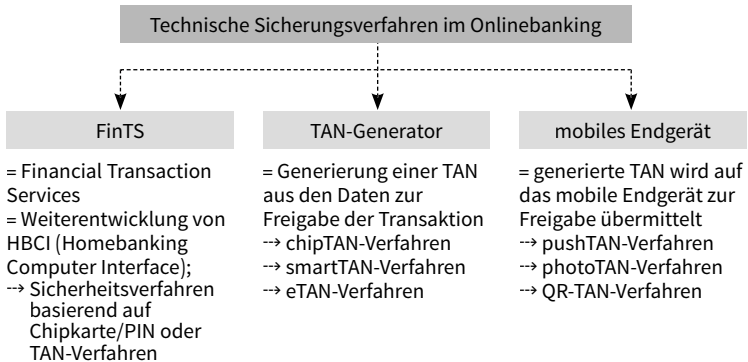 Technische Sicherungsverfahren im Onlinebanking
FinTS
= Financial Transaction
Services
= Weiterentwicklung von
HBCI (Homebanking
Computer Interface);
⤏ Sicherheitsverfahren
basierend auf
Chipkarte/PIN oder
TAN-Verfahren
TAN-Generator
= Generierung einer TAN
aus den Daten zur
Freigabe der Transaktion
⤏ chipTAN-Verfahren
⤏ smartTAN-Verfahren
⤏ eTAN-Verfahren
mobiles Endgerät
= generierte TAN wird auf
das mobile Endgerät zur
Freigabe übermittelt
⤏ pushTAN-Verfahren
⤏ photoTAN-Verfahren
⤏ QR-TAN-Verfahren